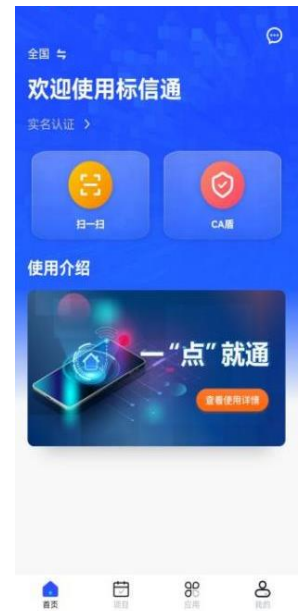 全国
欢迎使用标信通
实名认证
扫一扫
CA盾
使用介绍
一“点”就通
查看使用详情
首页
项目
应用
我的